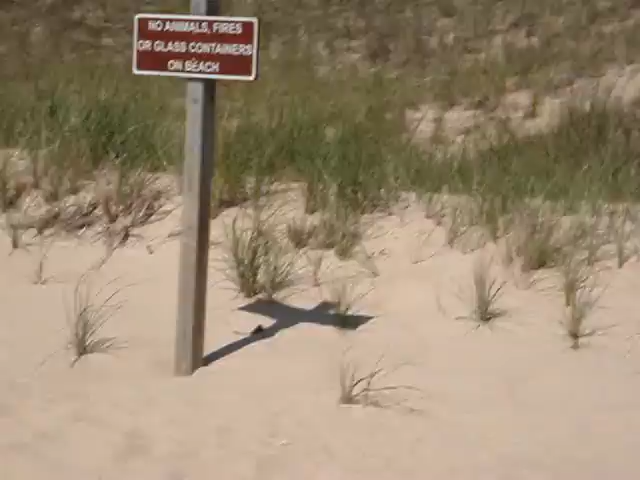 NO ANIMALS, FIRES
OR GLASS CONTAINERS
ON BEACH